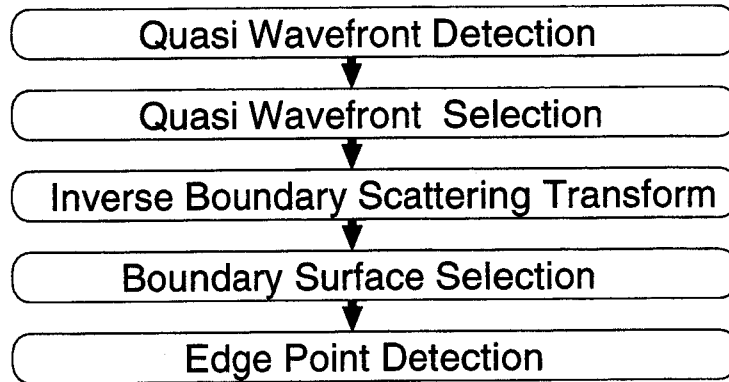 Quasi Wavefront Detection
Quasi Wavefront Selection
Inverse Boundary Scattering Transform
Boundary Surface Selection
Edge Point Detection